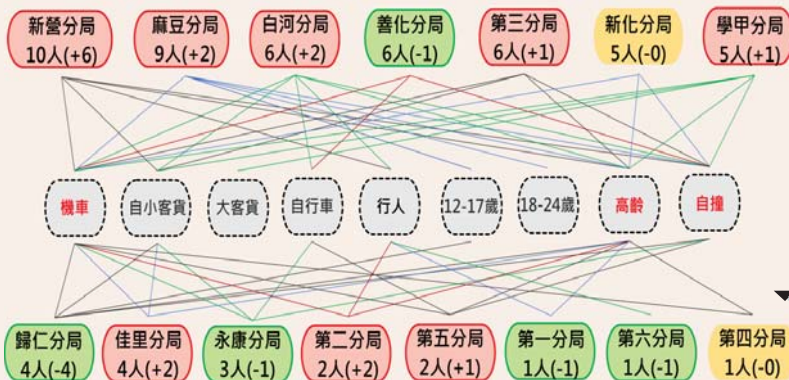 新營分局 麻豆分局 白河分局 善化分局 第三分局 新化分局 學甲分局
10人(+6) 9人(+2) 6人(+2) 6人(-1) 6人(+1) 5人(-0) 5人(+1)
機車 自小客貨 大客貨 自行車 行人 12-17歲 18-24歲 高齡 自撞
歸仁分局 佳里分局 永康分局 第二分局 第五分局 第一分局 第六分局 第四分局
4人(-4) 4人(+2) 3人(-1) 2人(+2) 2人(+1) 1人(-1) 1人(-1) 1人(-0)